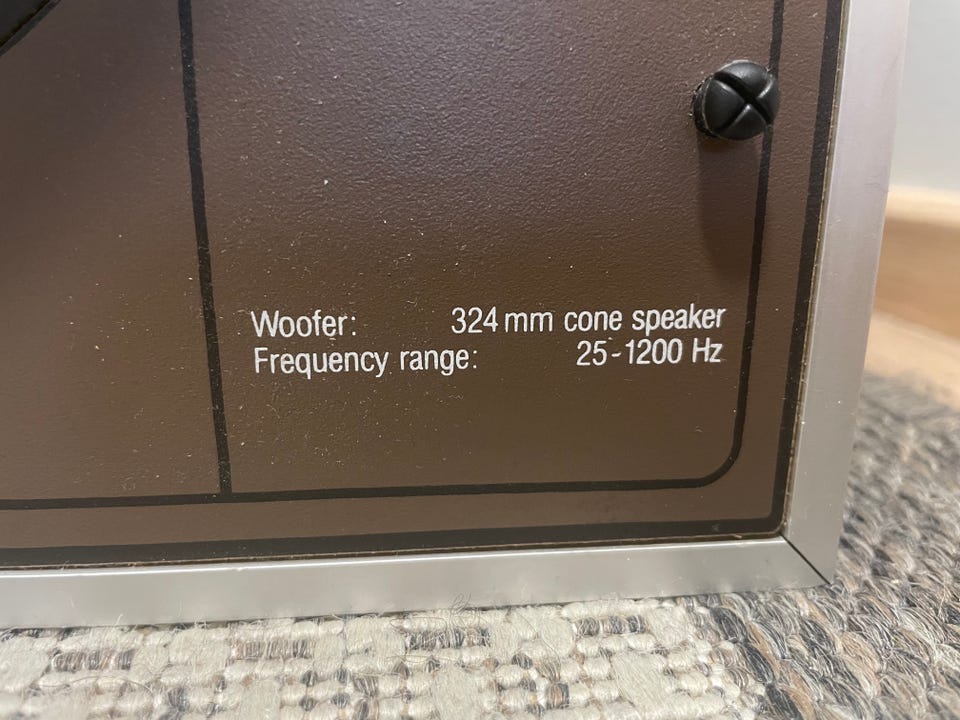 Woofer: 324 mm cone speaker
Frequency range: 25-1200 Hz